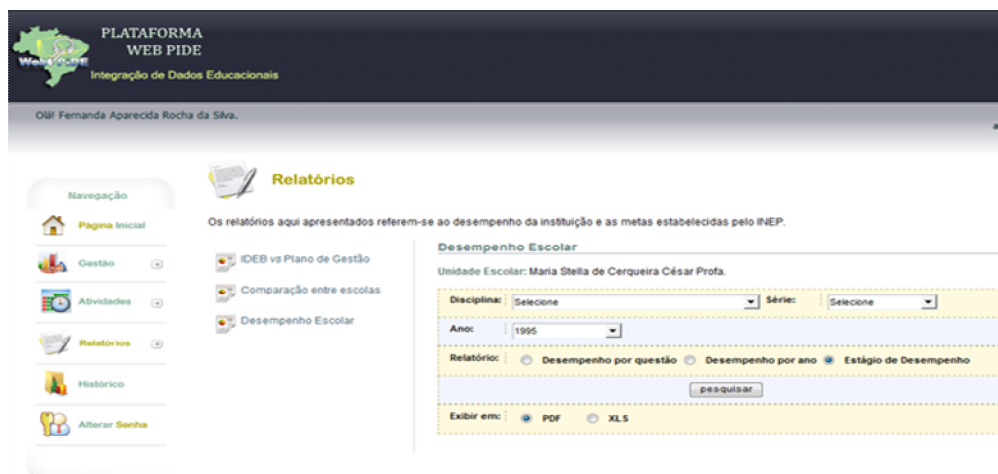 PLATAFORMA
WEB PIDE
Integração de Dados Educacionais
Olá! Fernanda Aparecida Rocha da Silva.
Navegação
Página Inicial
Gestão
Atividades
Relatórios
Histórico
Alterar Senha
Relatórios
Os relatórios aqui apresentados referem-se ao desempenho da instituição e as metas estabelecidas pelo INEP.
IDEB vs Plano de Gestão
Comparação entre escolas
Desempenho Escolar
Desempenho Escolar
Unidade Escolar: Maria Stella de Cerqueira César Profa.
Disciplina: Selecione Série: Selecione
Ano: 1995
Relatório: Desempenho por questão Desempenho por ano Estágio de Desempenho
pesquisar
Exibir em: PDF XLS